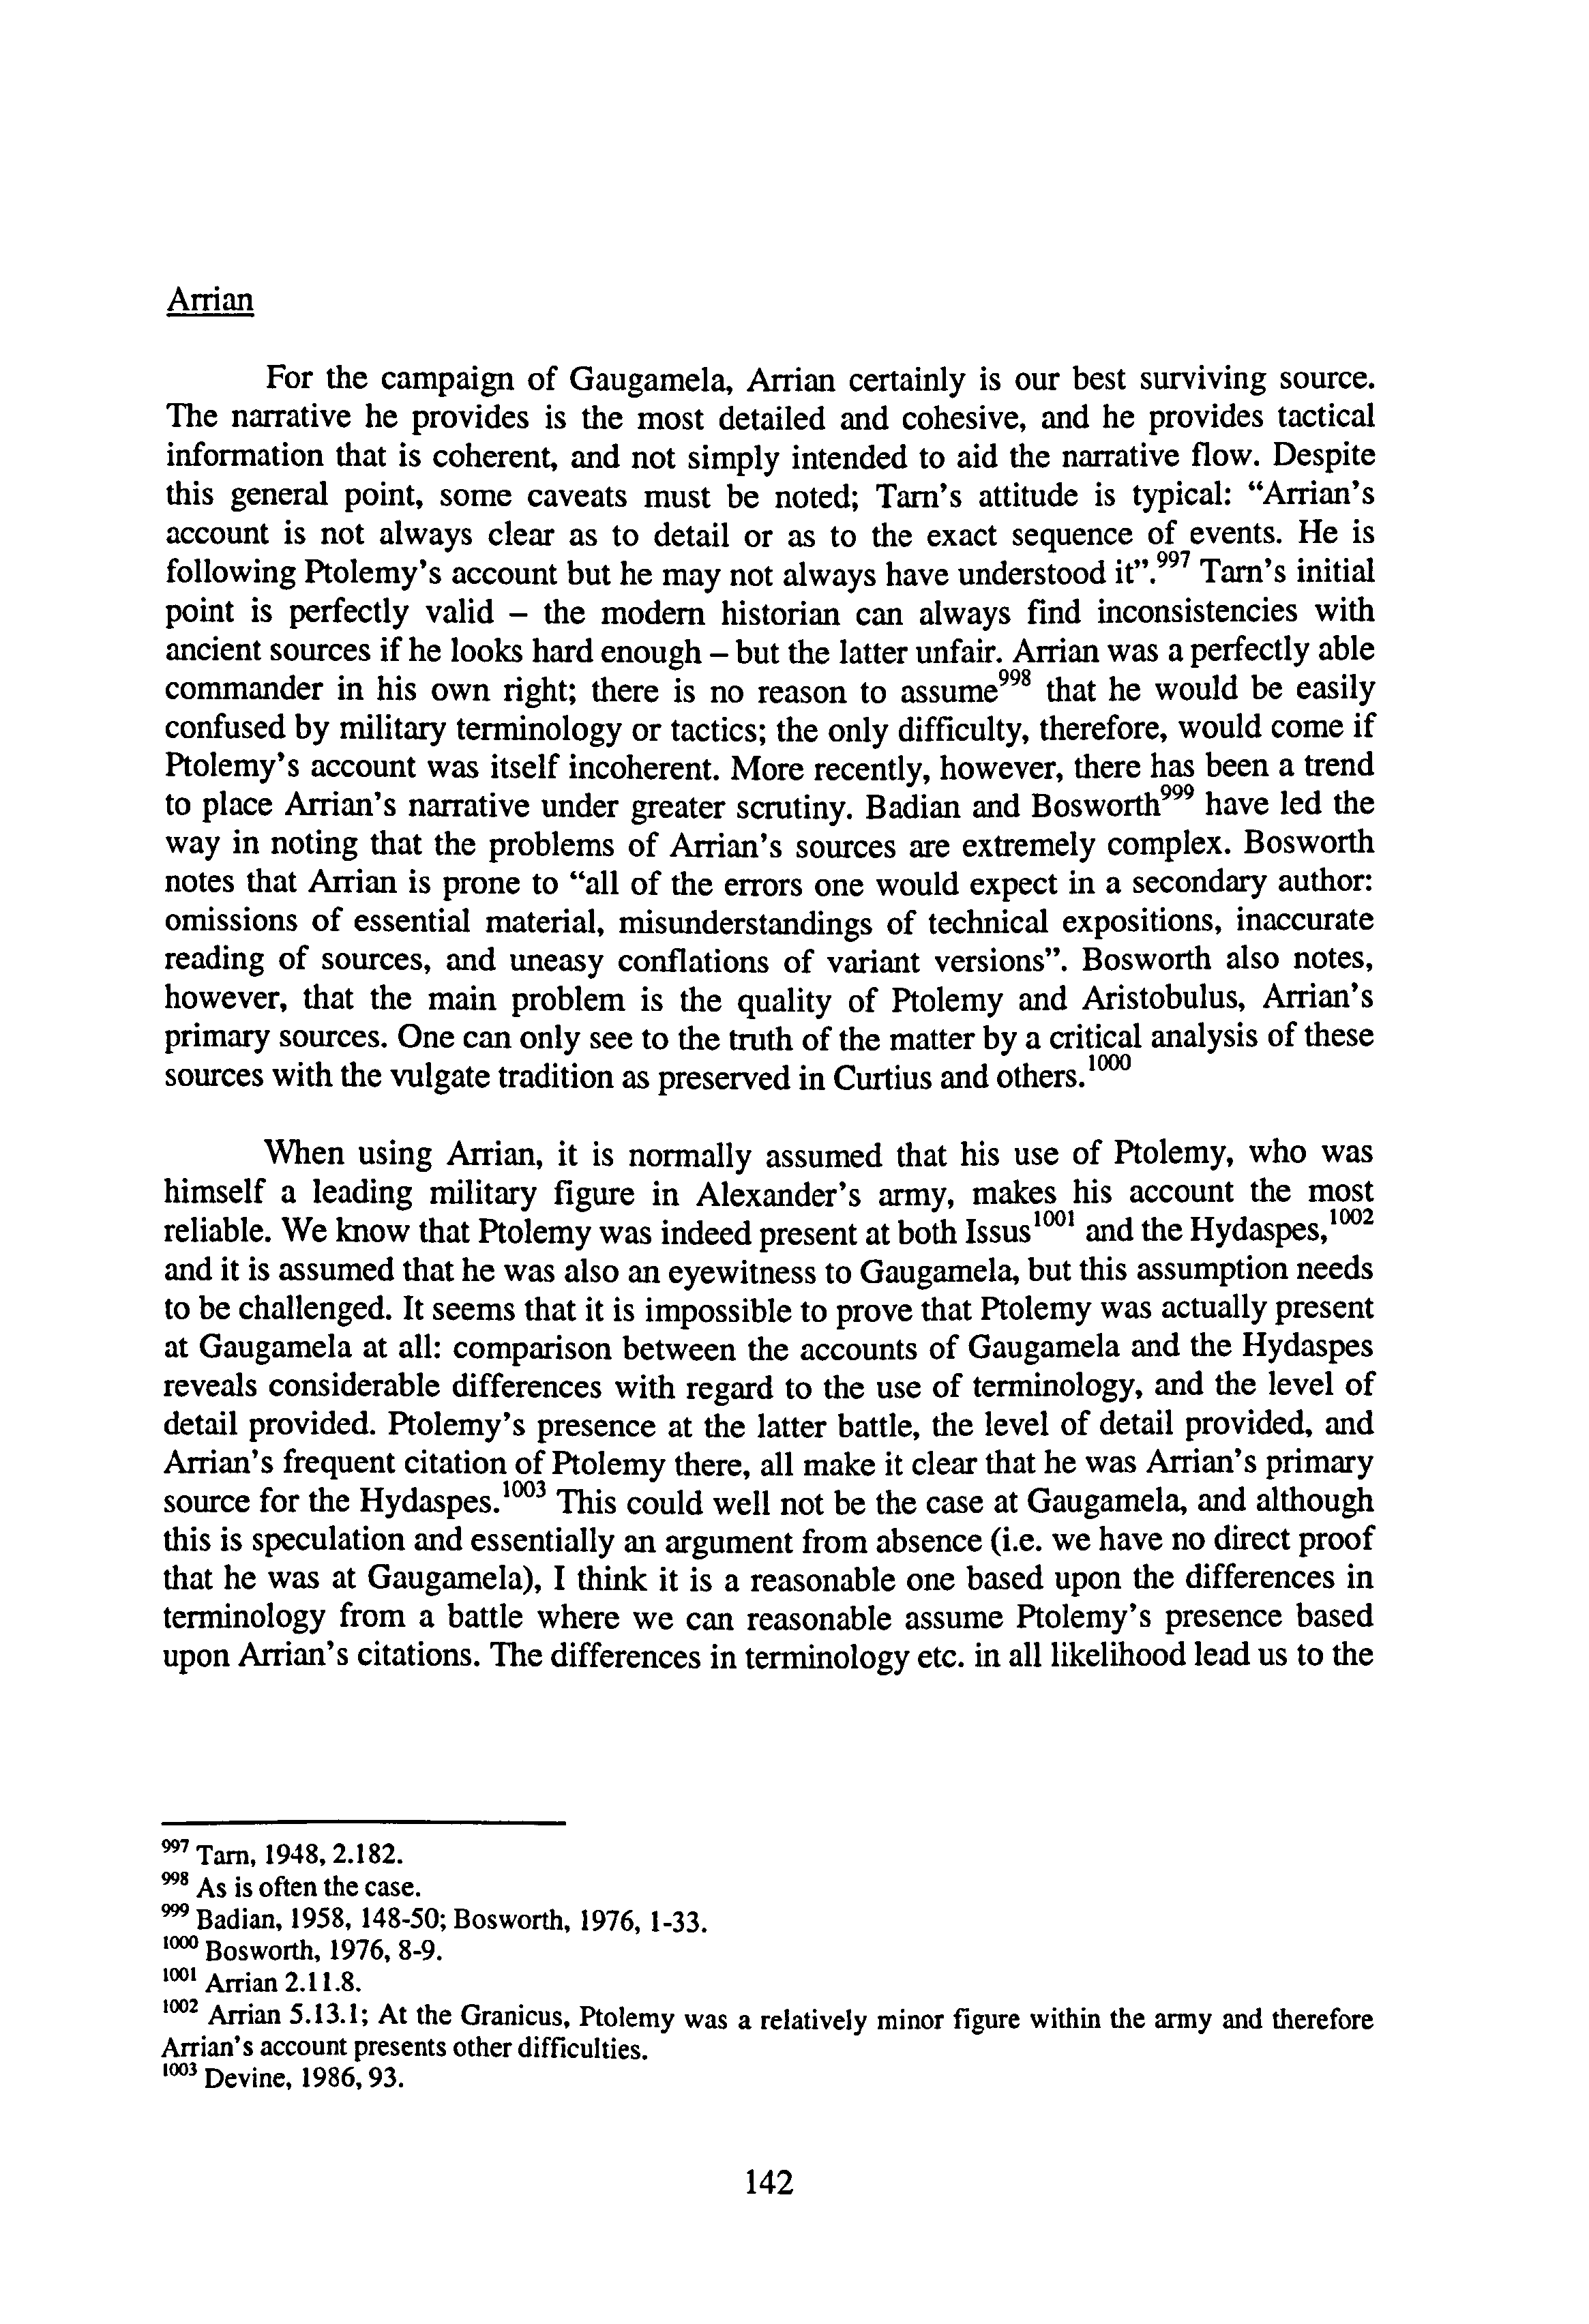 Arrian
For the campaign of Gaugamela, Arrian certainly is our best surviving source.
The narrative he provides is the most detailed and cohesive, and he provides tactical
information that is coherent, and not simply intended to aid the narrative flow. Despite
this general point, some caveats must be noted; Tarn's attitude is typical: “Arrian's
account is not always clear as to detail or as to the exact sequence of events. He is
following Ptolemy's account but he may not always have understood it”.⁹⁹⁷ Tarn's initial
point is perfectly valid – the modern historian can always find inconsistencies with
ancient sources if he looks hard enough – but the latter unfair. Arrian was a perfectly able
commander in his own right; there is no reason to assume⁹⁹⁸ that he would be easily
confused by military terminology or tactics; the only difficulty, therefore, would come if
Ptolemy's account was itself incoherent. More recently, however, there has been a trend
to place Arrian's narrative under greater scrutiny. Badian and Bosworth⁹⁹⁹ have led the
way in noting that the problems of Arrian's sources are extremely complex. Bosworth
notes that Arrian is prone to “all of the errors one would expect in a secondary author:
omissions of essential material, misunderstandings of technical expositions, inaccurate
reading of sources, and uneasy conflations of variant versions”. Bosworth also notes,
however, that the main problem is the quality of Ptolemy and Aristobulus, Arrian's
primary sources. One can only see to the truth of the matter by a critical analysis of these
sources with the vulgate tradition as preserved in Curtius and others.¹⁰⁰⁰
When using Arrian, it is normally assumed that his use of Ptolemy, who was
himself a leading military figure in Alexander's army, makes his account the most
reliable. We know that Ptolemy was indeed present at both Issus¹⁰⁰¹ and the Hydaspes,¹⁰⁰²
and it is assumed that he was also an eyewitness to Gaugamela, but this assumption needs
to be challenged. It seems that it is impossible to prove that Ptolemy was actually present
at Gaugamela at all: comparison between the accounts of Gaugamela and the Hydaspes
reveals considerable differences with regard to the use of terminology, and the level of
detail provided. Ptolemy's presence at the latter battle, the level of detail provided, and
Arrian's frequent citation of Ptolemy there, all make it clear that he was Arrian's primary
source for the Hydaspes.¹⁰⁰³ This could well not be the case at Gaugamela, and although
this is speculation and essentially an argument from absence (i.e. we have no direct proof
that he was at Gaugamela), I think it is a reasonable one based upon the differences in
terminology from a battle where we can reasonable assume Ptolemy's presence based
upon Arrian's citations. The differences in terminology etc. in all likelihood lead us to the
⁹⁹⁷ Tarn, 1948, 2.182.
⁹⁹⁸ As is often the case.
⁹⁹⁹ Badian, 1958, 148-50; Bosworth, 1976, 1-33.
¹⁰⁰⁰ Bosworth, 1976, 8-9.
¹⁰⁰¹ Arrian 2.11.8.
¹⁰⁰² Arrian 5.13.1; At the Granicus, Ptolemy was a relatively minor figure within the army and therefore
Arrian's account presents other difficulties.
¹⁰⁰³ Devine, 1986, 93.
142